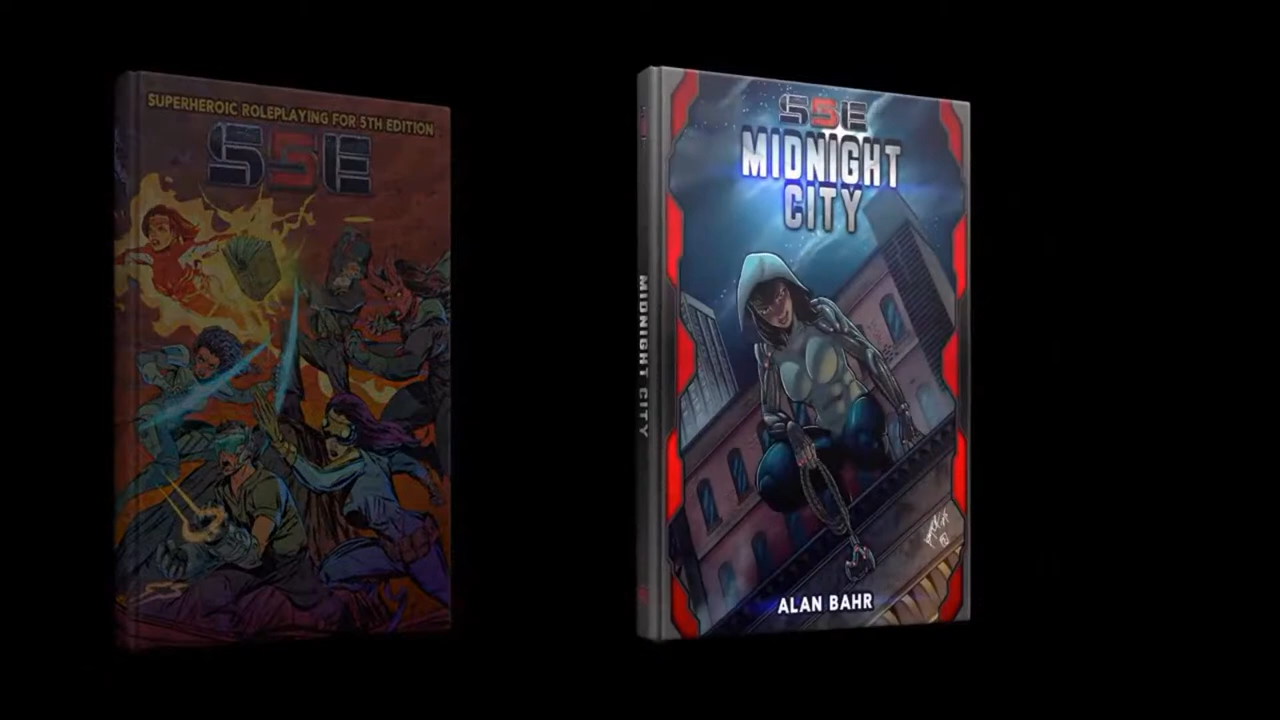 SUPERHEROIC ROLEPLAYING FOR 5TH EDITION
S5E
S5E
MIDNIGHT
CITY
MIDNIGHT CITY
ALAN BAHR